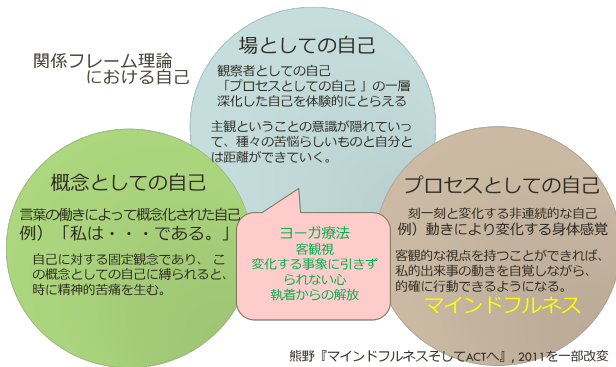 関係フレーム理論
における自己
場としての自己
観察者としての自己
「プロセスとしての自己 」の一層
深化した自己を体験的にとらえる
主観ということの意識が隠れていっ
て、種々の苦悩らしいものと自分と
は距離ができていく。
概念としての自己
言葉の働きによって概念化された自己
例）「私は・・・である。」
自己に対する固定観念であり、 こ
の概念としての自己に縛られると、
時に精神的苦痛を生む。
ヨーガ療法
客観視
変化する事象に引きず
られない心
執着からの解放
プロセスとしての自己
刻一刻と変化する非連続的な自己
例）動きにより変化する身体感覚
客観的な視点を持つことができれば、
私的出来事の動きを自覚しながら、
的確に行動できるようになる。
マインドフルネス
熊野『マインドフルネスそしてACTへ』, 2011を一部改変